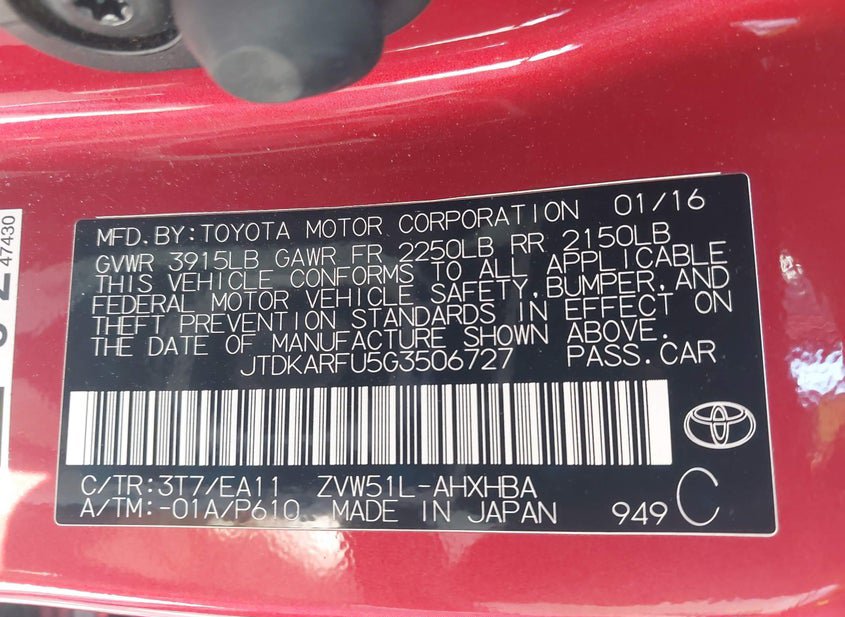 MFD.BY:TOYOTA MOTOR CORPORATION 01/16
GVWR 3915LB GAWR FR 2250LB RR 2150LB
THIS VEHICLE CONFORMS TO ALL APPLICABLE
FEDERAL MOTOR VEHICLE SAFETY,BUMPER,AND
THEFT PREVENTION STANDARDS IN EFFECT ON
THE DATE OF MANUFACTURE SHOWN ABOVE.
JTDKARFU5G3506727 PASS.CAR
C/TR:3T7/EA11 ZVW51L-AHXHBA
A/TM:-01A/P610 MADE IN JAPAN 949 C
47430